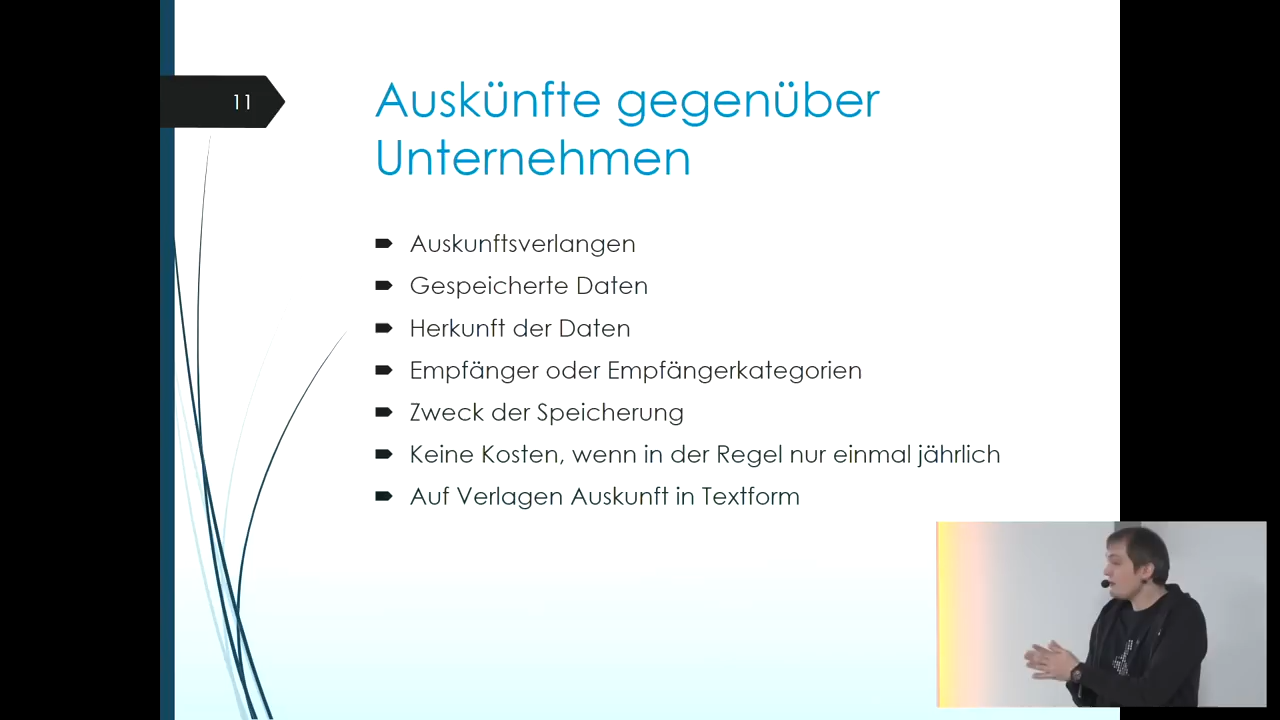 11
Auskünfte gegenüber
Unternehmen
Auskunftsverlangen
Gespeicherte Daten
Herkunft der Daten
Empfänger oder Empfängerkategorien
Zweck der Speicherung
Keine Kosten, wenn in der Regel nur einmal jährlich
Auf Verlagen Auskunft in Textform